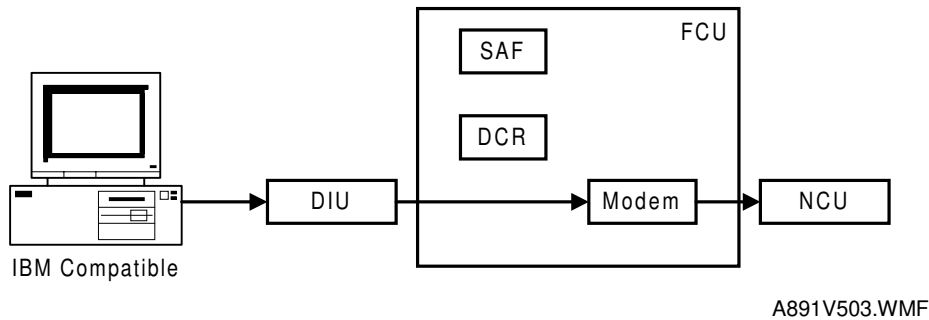 FCU
SAF
DCR
DIU
Modem
NCU
IBM Compatible
A891V503.WMF